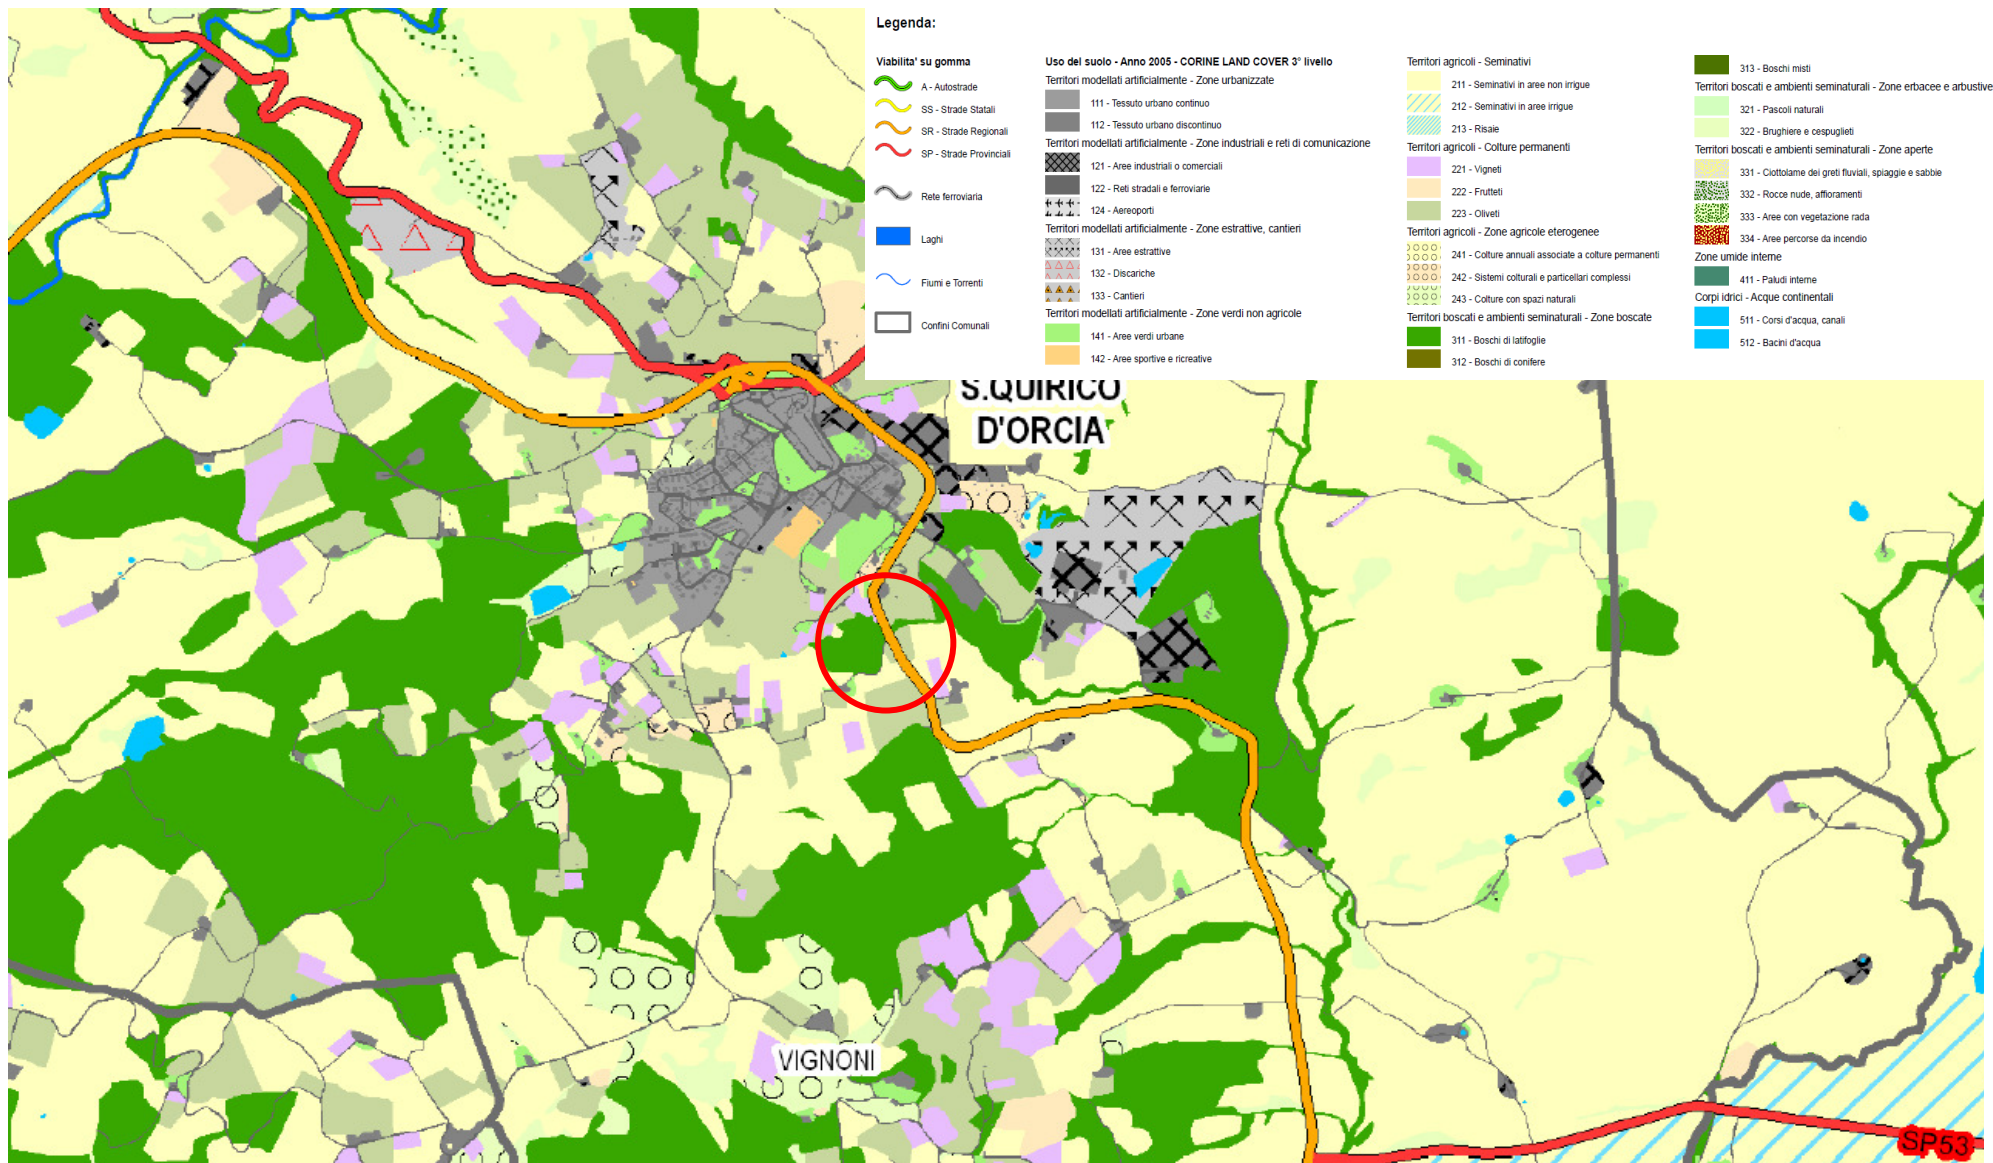 Legenda:
Viabilita' su gomma
A - Autostrade
SS - Strade Statali
SR - Strade Regionali
SP - Strade Provinciali
Rete ferroviaria
Laghi
Fiumi e Torrenti
Confini Comunali
Uso del suolo - Anno 2005 - CORINE LAND COVER 3° livello
Territori modellati artificialmente - Zone urbanizzate
111 - Tessuto urbano continuo
112 - Tessuto urbano discontinuo
Territori modellati artificialmente - Zone industriali e reti di comunicazione
121 - Aree industriali o comerciali
122 - Reti stradali e ferroviarie
124 - Aereoporti
Territori modellati artificialmente - Zone estrattive, cantieri
131 - Aree estrattive
132 - Discariche
133 - Cantieri
Territori modellati artificialmente - Zone verdi non agricole
141 - Aree verdi urbane
142 - Aree sportive e ricreative
Territori agricoli - Seminativi
211 - Seminativi in aree non irrigue
212 - Seminativi in aree irrigue
213 - Risaie
Territori agricoli - Colture permanenti
221 - Vigneti
222 - Frutteti
223 - Oliveti
Territori agricoli - Zone agricole eterogenee
241 - Colture annuali associate a colture permanenti
242 - Sistemi colturali e particellari complessi
243 - Colture con spazi naturali
Territori boscati e ambienti seminaturali - Zone boscate
311 - Boschi di latifoglie
312 - Boschi di conifere
313 - Boschi misti
Territori boscati e ambienti seminaturali - Zone erbacee e arbustive
321 - Pascoli naturali
322 - Brughiere e cespuglieti
Territori boscati e ambienti seminaturali - Zone aperte
331 - Ciottolame dei greti fluviali, spiaggie e sabbie
332 - Rocce nude, affioramenti
333 - Aree con vegetazione rada
334 - Aree percorse da incendio
Zone umide interne
411 - Paludi interne
Corpi idrici - Acque continentali
511 - Corsi d'acqua, canali
512 - Bacini d'acqua
S.QUIRICO
D'ORCIA
VIGNONI
SP53